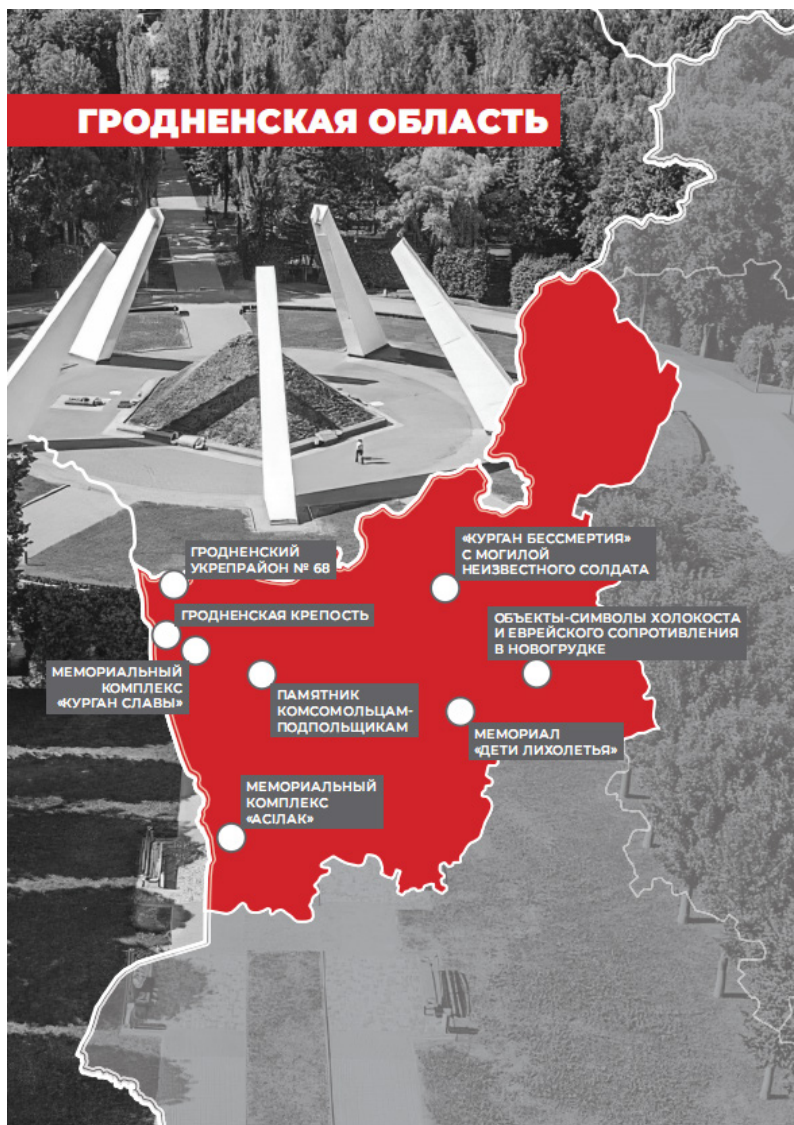 ГРОДНЕНСКАЯ ОБЛАСТЬ
ГРОДНЕНСКИЙ
УКРЕПРАЙОН № 68
«КУРГАН БЕССМЕРТИЯ»
С МОГИЛОЙ
НЕИЗВЕСТНОГО СОЛДАТА
ГРОДНЕНСКАЯ КРЕПОСТЬ
ОБЪЕКТЫ-СИМВОЛЫ ХОЛОКОСТА
И ЕВРЕЙСКОГО СОПРОТИВЛЕНИЯ
В НОВОГРУДКЕ
МЕМОРИАЛЬНЫЙ
КОМПЛЕКС
«КУРГАН СЛАВЫ»
ПАМЯТНИК
КОМСОМОЛЬЦАМ-
ПОДПОЛЬЩИКАМ
МЕМОРИАЛ
«ДЕТИ ЛИХОЛЕТЬЯ»
МЕМОРИАЛЬНЫЙ
КОМПЛЕКС
«АСІЛАК»